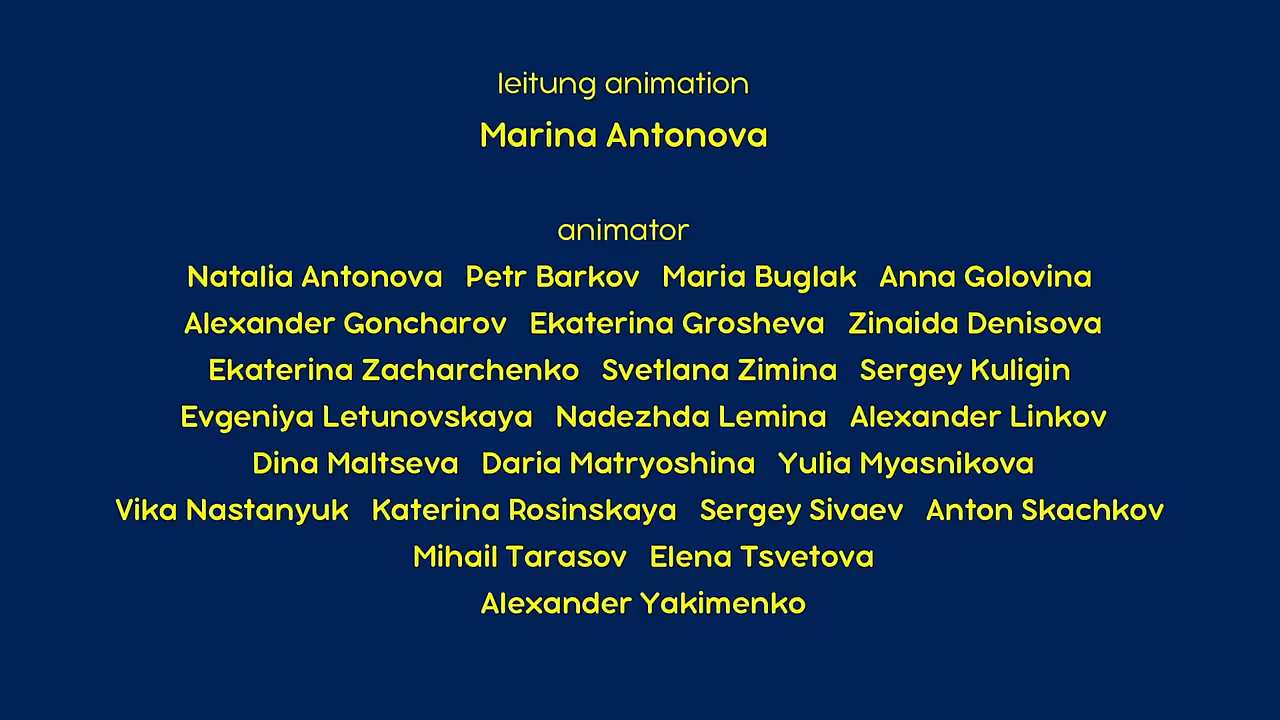 leitung animation
Marina Antonova
animator
Natalia Antonova Petr Barkov Maria Buglak Anna Golovina
Alexander Goncharov Ekaterina Grosheva Zinaida Denisova
Ekaterina Zacharchenko Svetlana Zimina Sergey Kuligin
Evgeniya Letunovskaya Nadezhda Lemina Alexander Linkov
Dina Maltseva Daria Matryoshina Yulia Myasnikova
Vika Nastanyuk Katerina Rosinskaya Sergey Sivaev Anton Skachkov
Mihail Tarasov Elena Tsvetova
Alexander Yakimenko